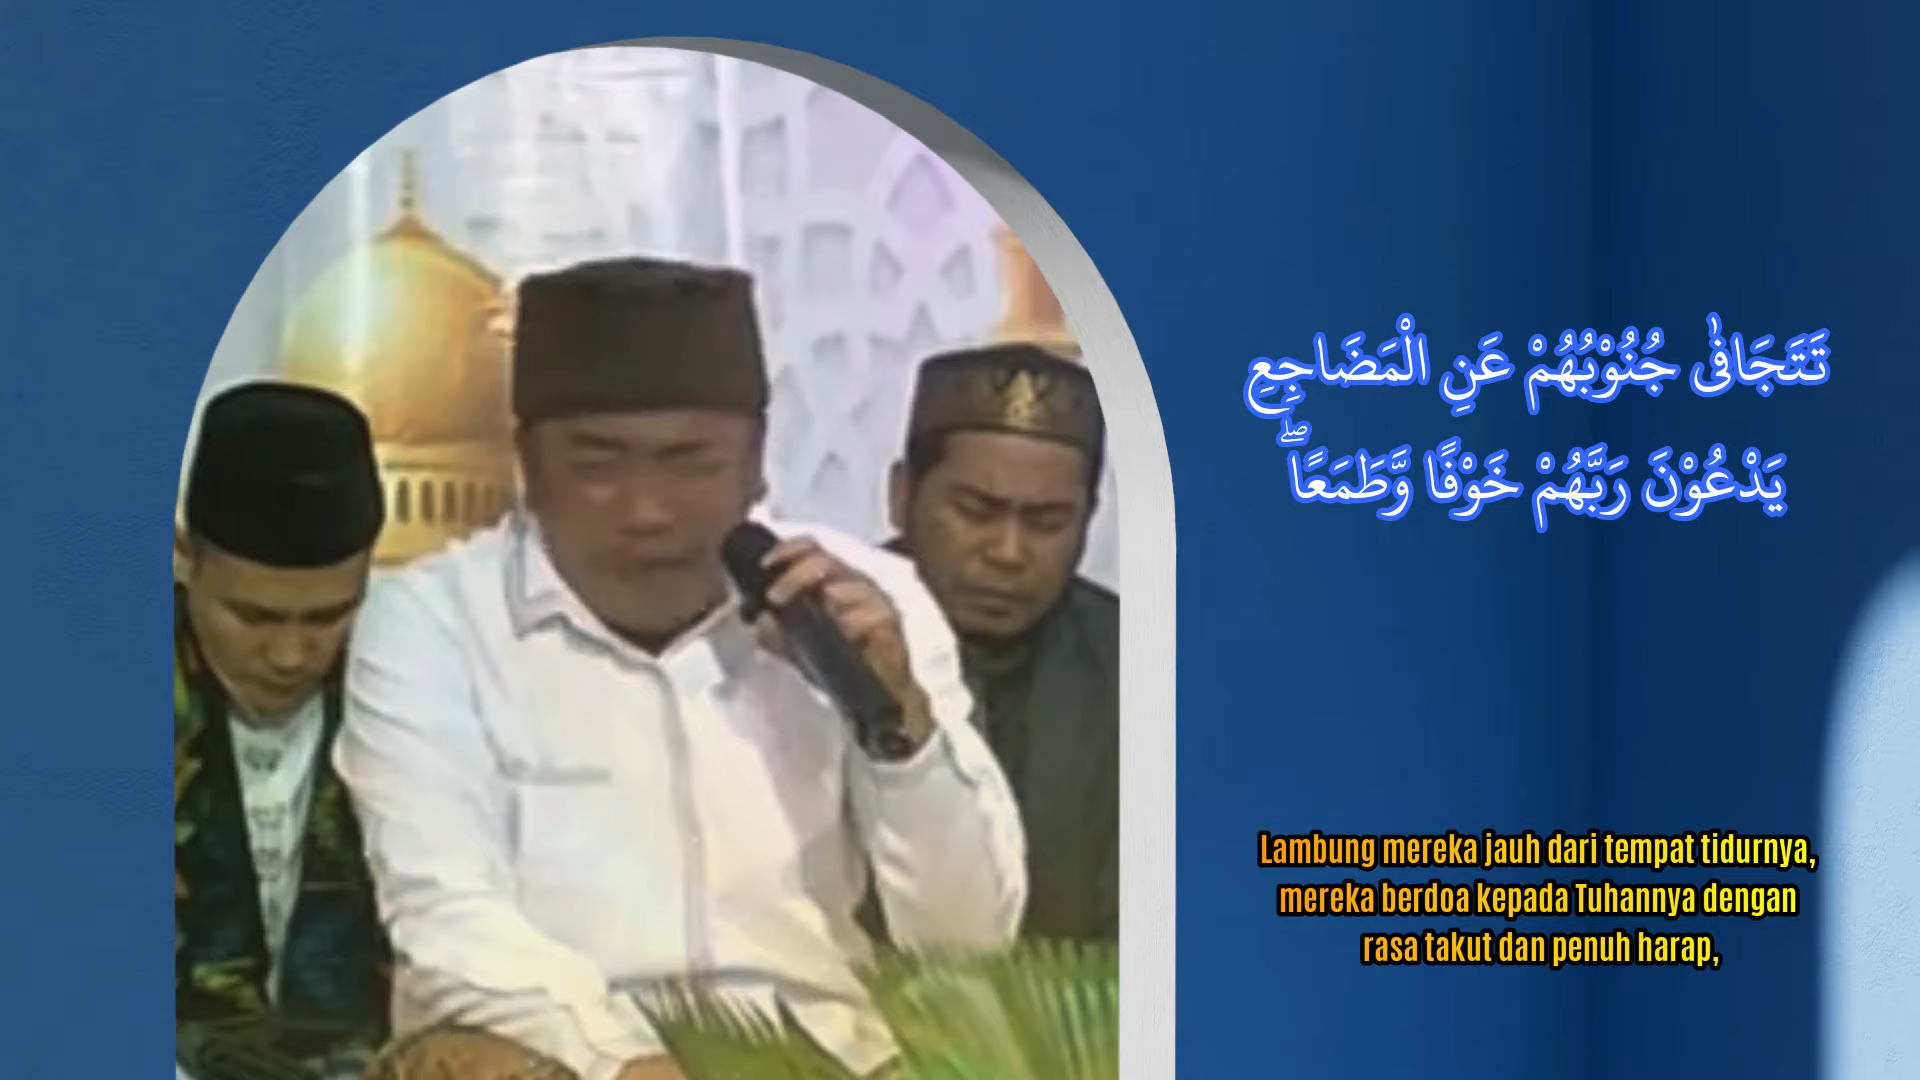 تَتَجَافٰى جُنُوْبُهُمْ عَنِ الْمَضَاجِعِ
يَدْعُوْنَ رَبَّهُمْ خَوْفًا وَّطَمَعًاۖ
Lambung mereka jauh dari tempat tidurnya,
mereka berdoa kepada Tuhannya dengan
rasa takut dan penuh harap,